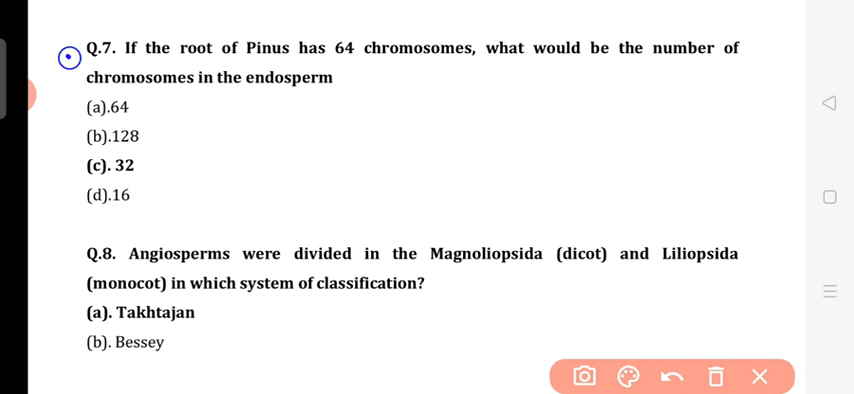 Q.7. If the root of Pinus has 64 chromosomes, what would be the number of
chromosomes in the endosperm
(a).64
(b).128
(c). 32
(d).16
Q.8. Angiosperms were divided in the Magnoliopsida (dicot) and Liliopsida
(monocot) in which system of classification?
(a). Takhtajan
(b). Bessey